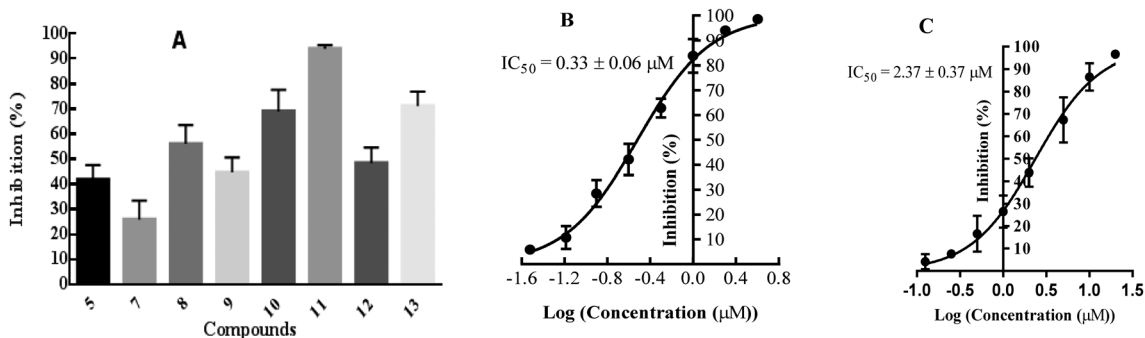 A
100
90
80
70
60
50
40
30
20
10
0
Inhibition (%)
5 7 8 9 10 11 12 13
Compounds
B
IC50 = 0.33 ± 0.06 µM
100
90
80
70
60
50
40
30
20
10
Inhibition (%)
-1.6 -1.2 -0.8 -0.4 0.0 0.4 0.8
Log (Concentration (µM))
C
IC50 = 2.37 ± 0.37 µM
100
90
80
70
60
50
40
30
20
10
Inhibition (%)
-1.0 -0.5 0.0 0.5 1.0 1.5
Log (Concentration (µM))